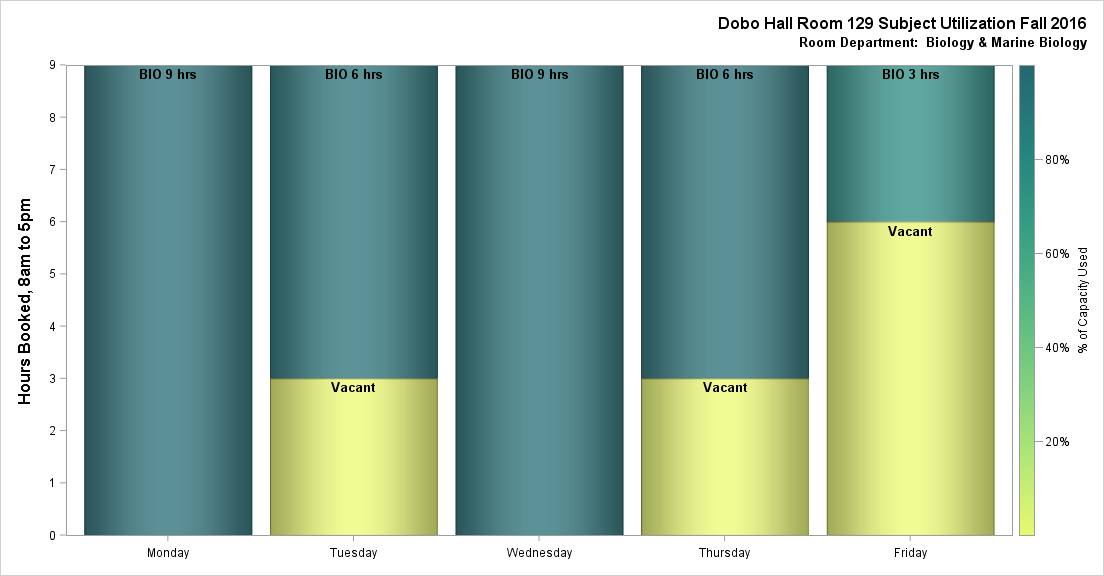 Dobo Hall Room 129 Subject Utilization Fall 2016
Room Department: Biology & Marine Biology
Hours Booked, 8am to 5pm
9
8
7
6
5
4
3
2
1
0
BIO 9 hrs
BIO 6 hrs
BIO 9 hrs
BIO 6 hrs
BIO 3 hrs
Vacant
Vacant
Vacant
Monday
Tuesday
Wednesday
Thursday
Friday
80%
60%
40%
20%
% of Capacity Used